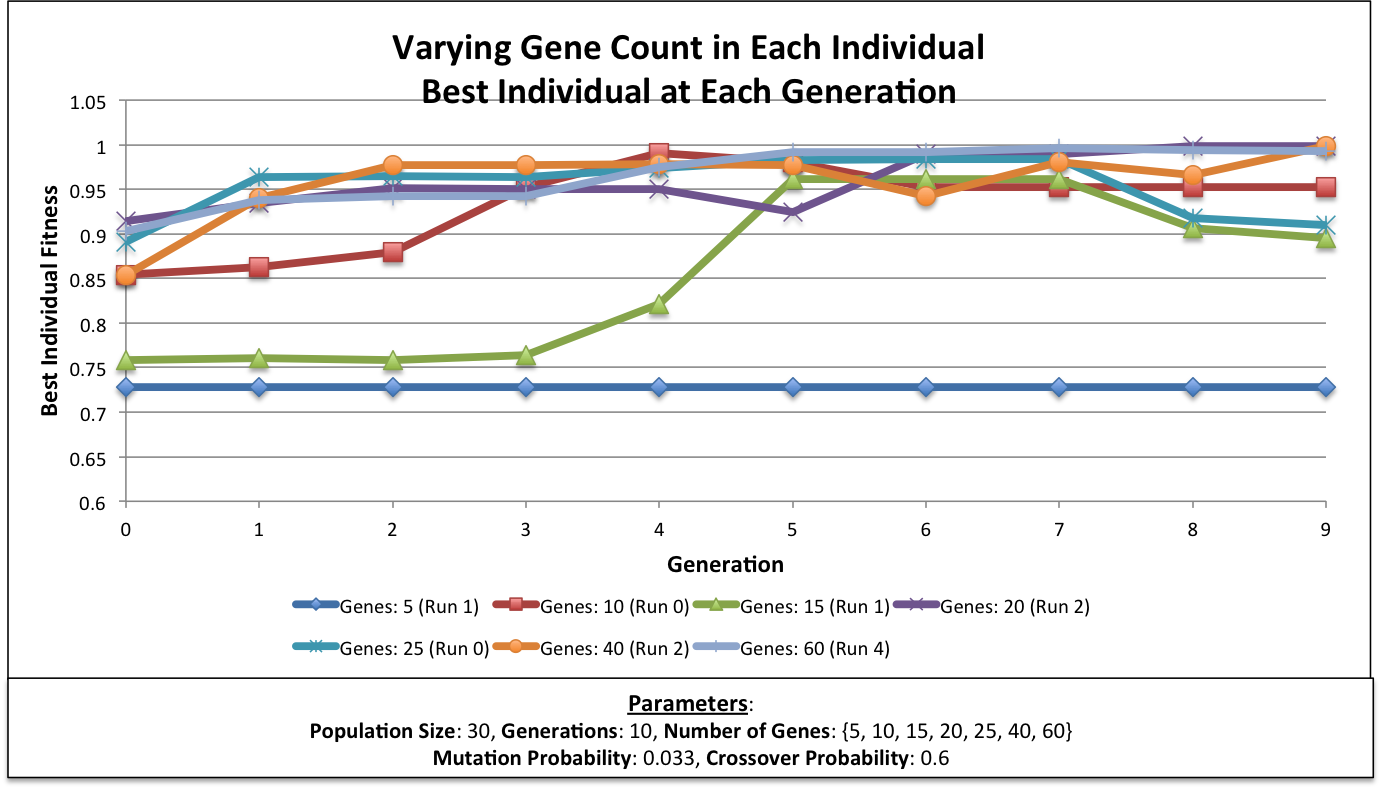 Varying Gene Count in Each Individual
Best Individual at Each Generation
Best Individual Fitness
1.05
1
0.95
0.9
0.85
0.8
0.75
0.7
0.65
0.6
0 1 2 3 4 5 6 7 8 9
Generation
Genes: 5 (Run 1) Genes: 10 (Run 0) Genes: 15 (Run 1) Genes: 20 (Run 2)
Genes: 25 (Run 0) Genes: 40 (Run 2) Genes: 60 (Run 4)
Parameters:
Population Size: 30, Generations: 10, Number of Genes: {5, 10, 15, 20, 25, 40, 60}
Mutation Probability: 0.033, Crossover Probability: 0.6